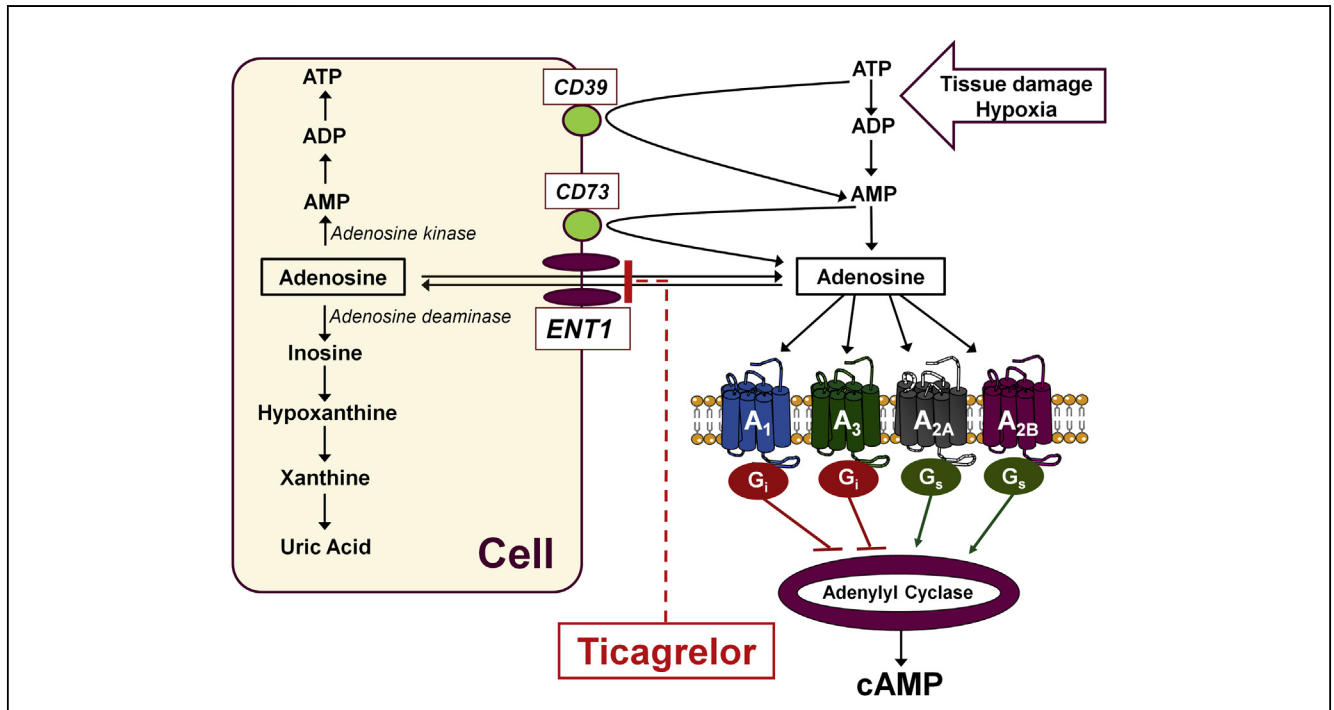 ATP
ADP
AMP
Adenosine kinase
Adenosine
Adenosine deaminase
Inosine
Hypoxanthine
Xanthine
Uric Acid
Cell
CD39
CD73
ENT1
Ticagrelor
ATP
ADP
AMP
Adenosine
Tissue damage
Hypoxia
A1
A3
A2A
A2B
Gi
Gi
Gs
Gs
Adenylyl Cyclase
cAMP